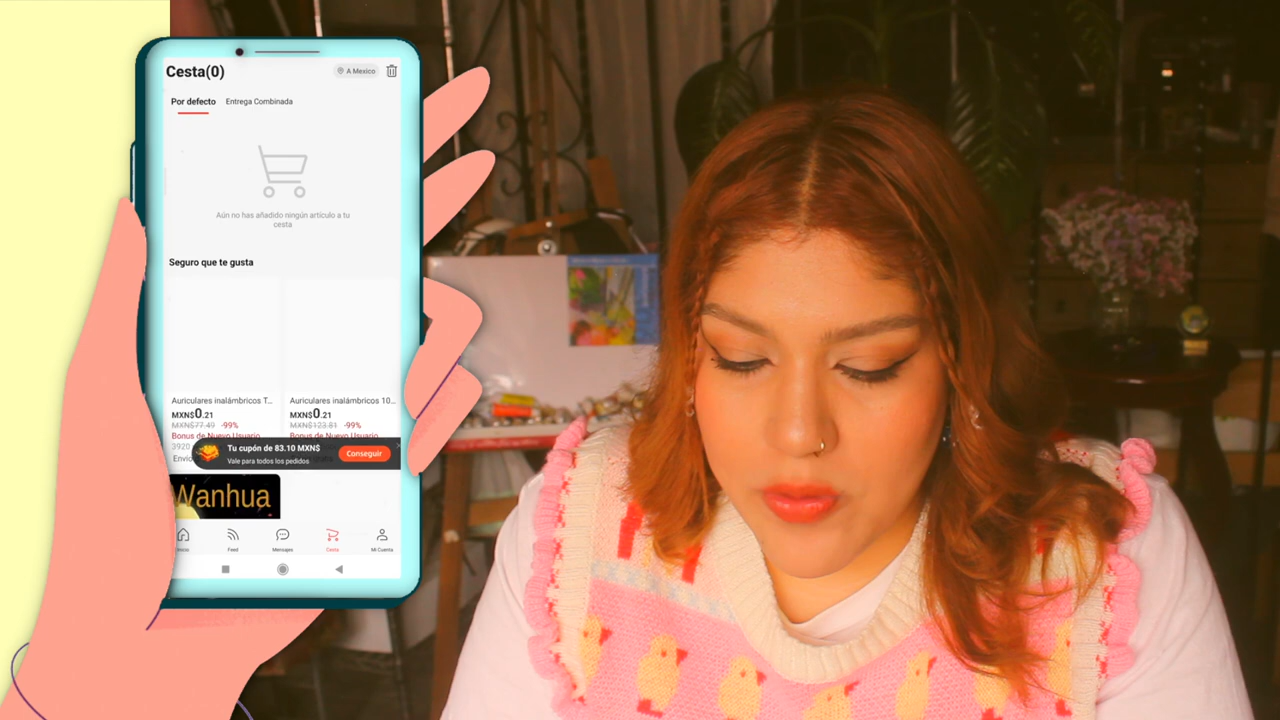 Cesta(0)
A Mexico
Por defecto
Entrega Combinada
Aún no has añadido ningún artículo a tu
cesta
Seguro que te gusta
Auriculares inalámbricos T...
Auriculares inalámbricos 10...
MXN$0.21
MXN$0.21
MXN$77.49 -99%
MXN$123.81 -99%
Bonus de Nuevo Usuario
Bonus de Nuevo Usuario
3920
Tu cupón de 83.10 MXN$
Vale para todos los pedidos
Conseguir
Wanhua
Inicio
Feed
Mensajes
Cesta
Mi Cuenta